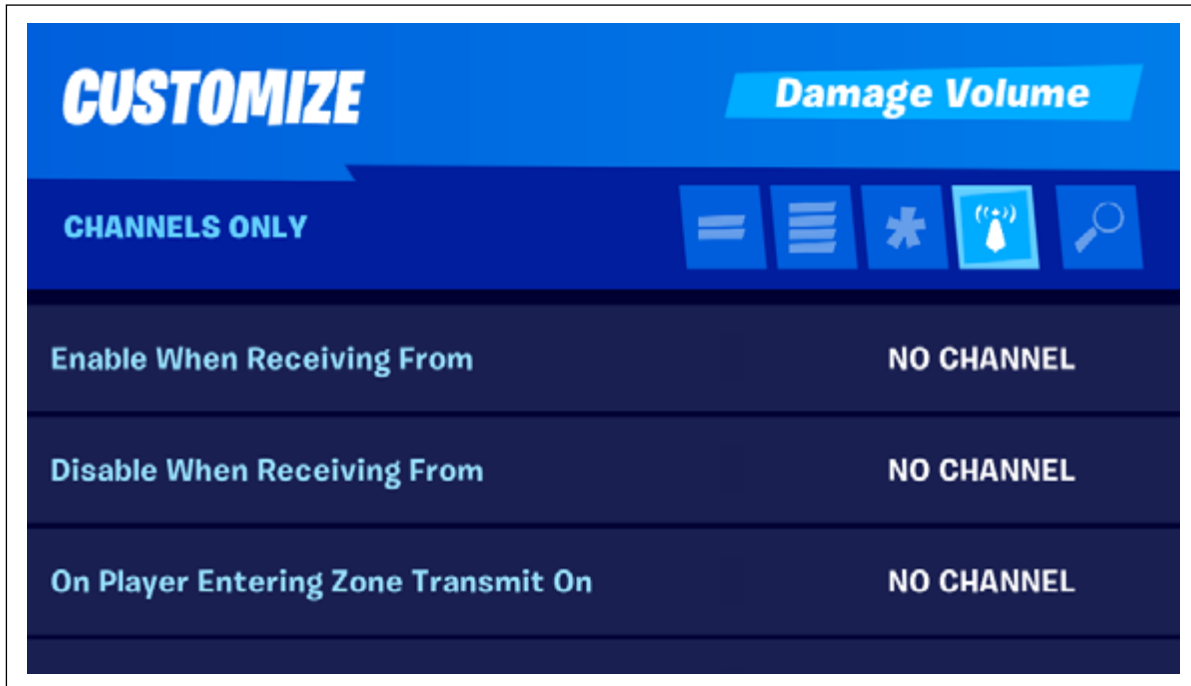 CUSTOMIZE
Damage Volume
CHANNELS ONLY
Enable When Receiving From NO CHANNEL
Disable When Receiving From NO CHANNEL
On Player Entering Zone Transmit On NO CHANNEL